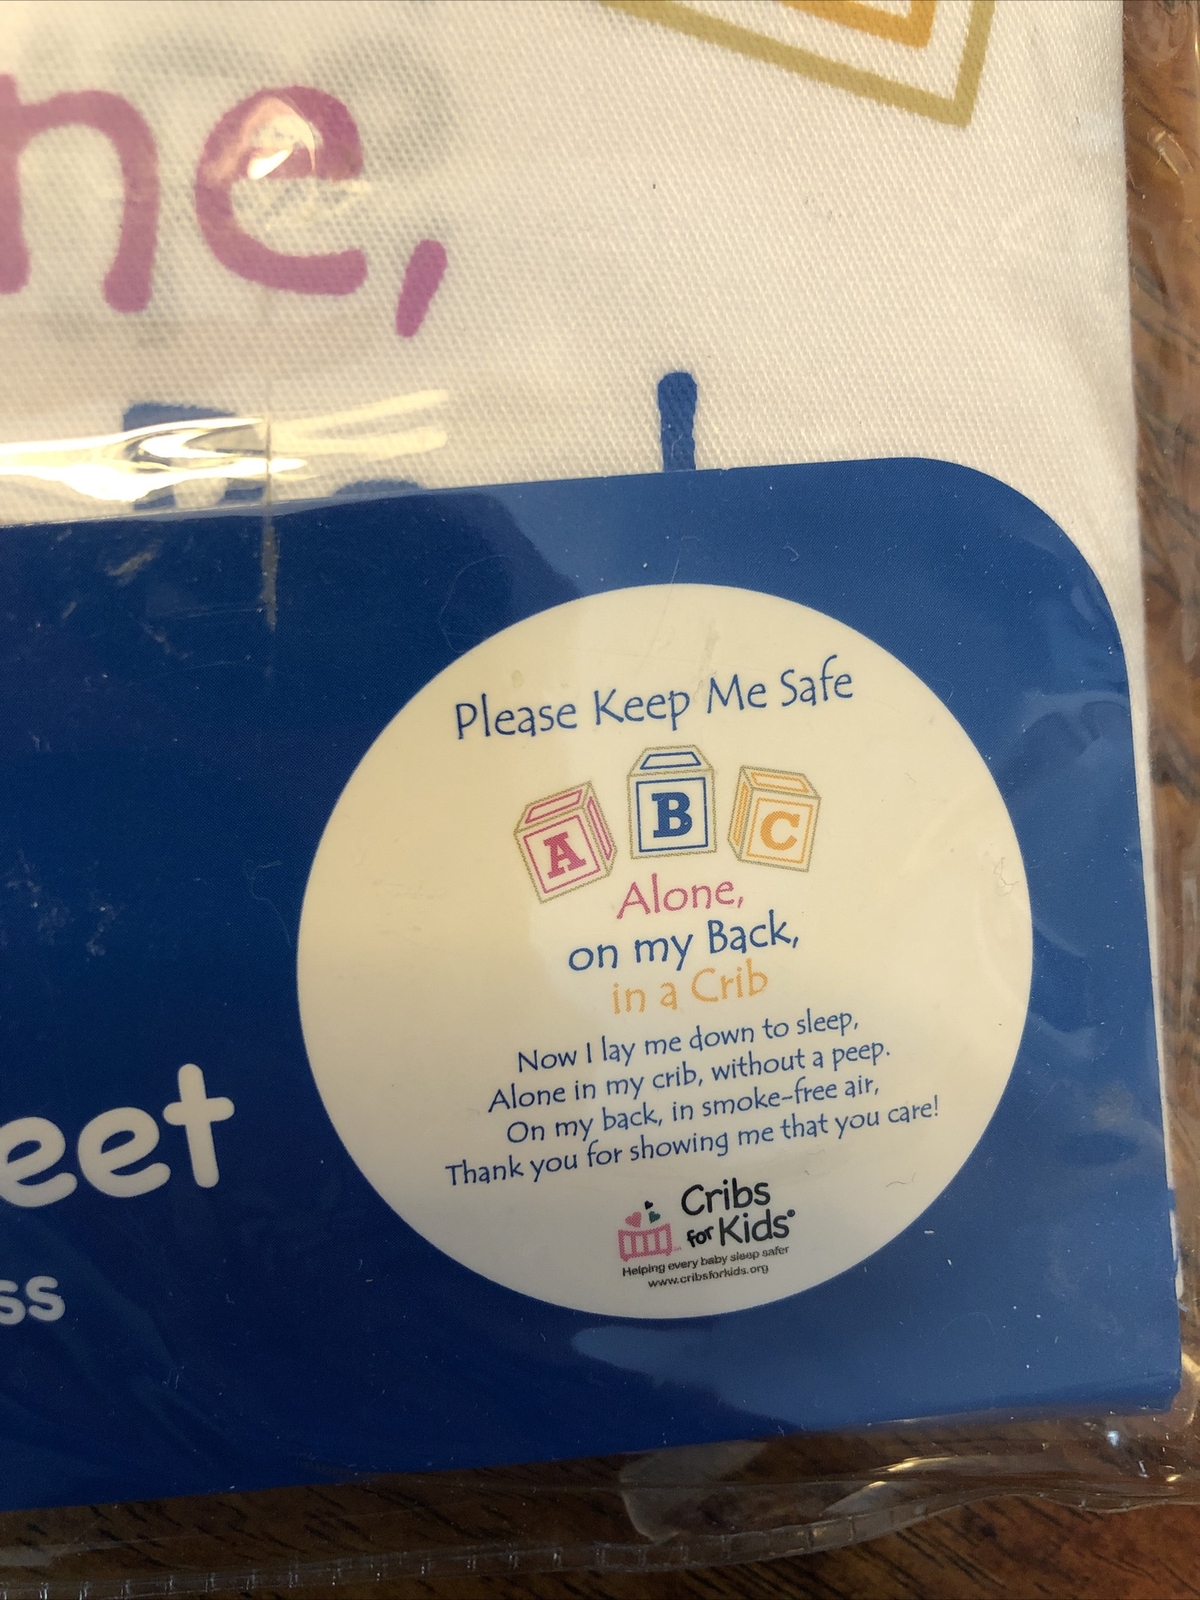 ne,
Please Keep Me Safe
A B C
Alone,
on my Back,
in a Crib
Now I lay me down to sleep,
Alone in my crib, without a peep.
On my back, in smoke-free air,
Thank you for showing me that you care!
eet
ss
Cribs
for Kids®
Helping every baby sleep safer
www.cribsforkids.org